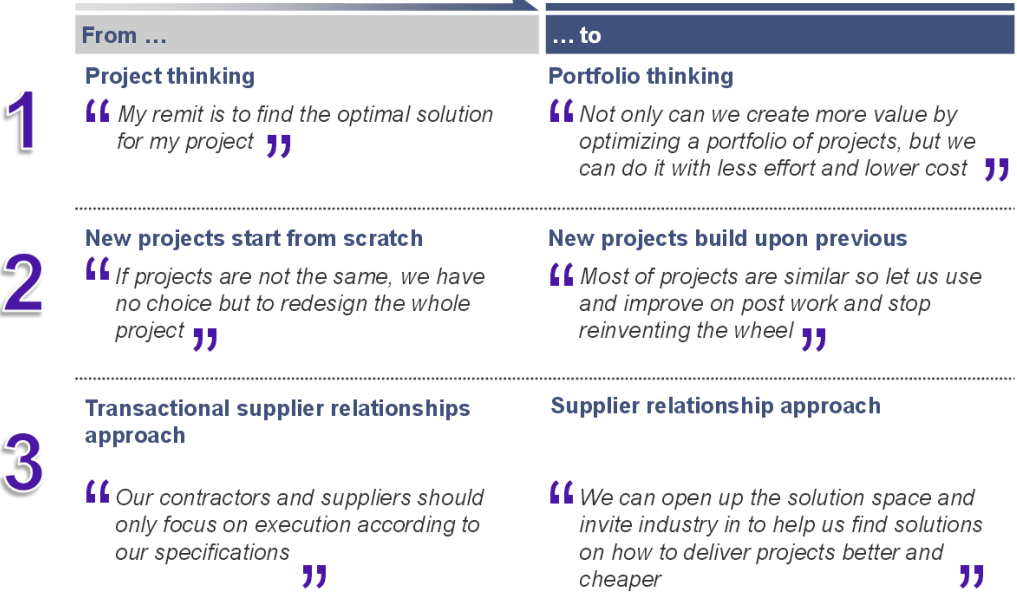 From ...
... to
1
Project thinking
“ My remit is to find the optimal solution
for my project ”
Portfolio thinking
“ Not only can we create more value by
optimizing a portfolio of projects, but we
can do it with less effort and lower cost ”
2
New projects start from scratch
“ If projects are not the same, we have
no choice but to redesign the whole
project ”
New projects build upon previous
“ Most of projects are similar so let us use
and improve on post work and stop
reinventing the wheel ”
3
Transactional supplier relationships
approach
“ Our contractors and suppliers should
only focus on execution according to
our specifications ”
Supplier relationship approach
“ We can open up the solution space and
invite industry in to help us find solutions
on how to deliver projects better and
cheaper ”